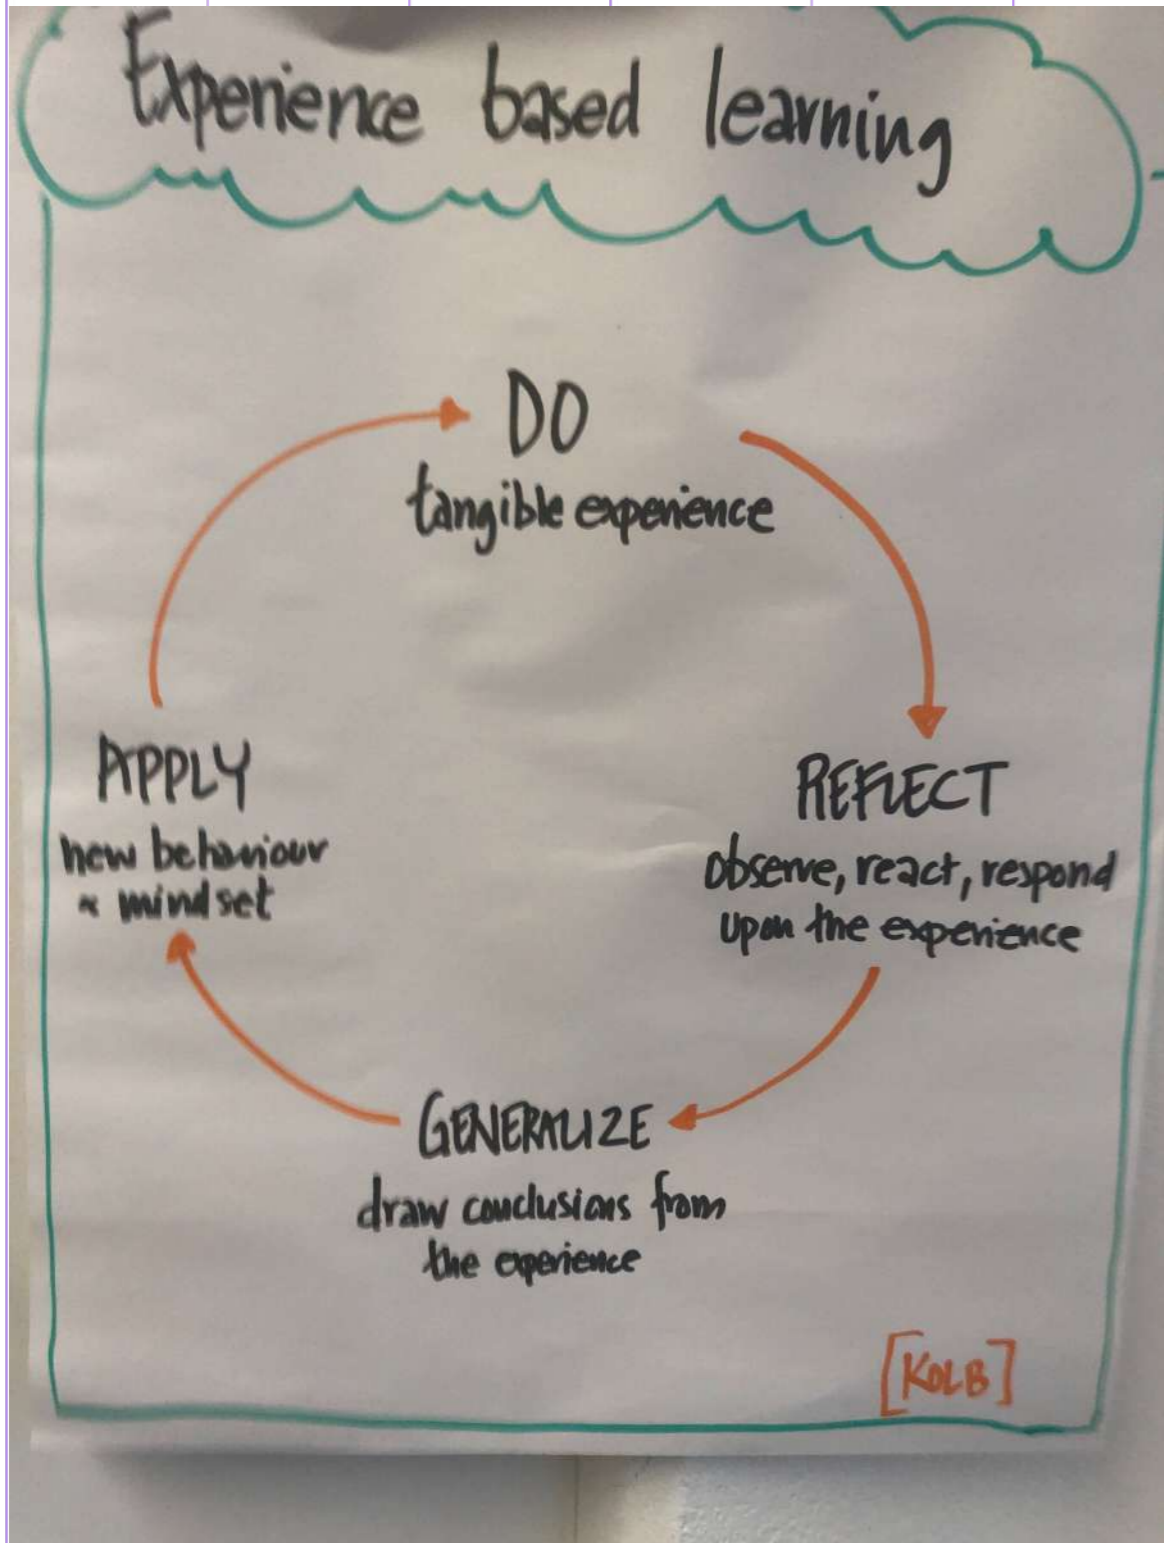 Experience based learning
DO
tangible experience
APPLY
new behaviour
mindset
REFLECT
observe, react, respond
upon the experience
GENERALIZE
draw conclusions from
the experience
[KOLB]